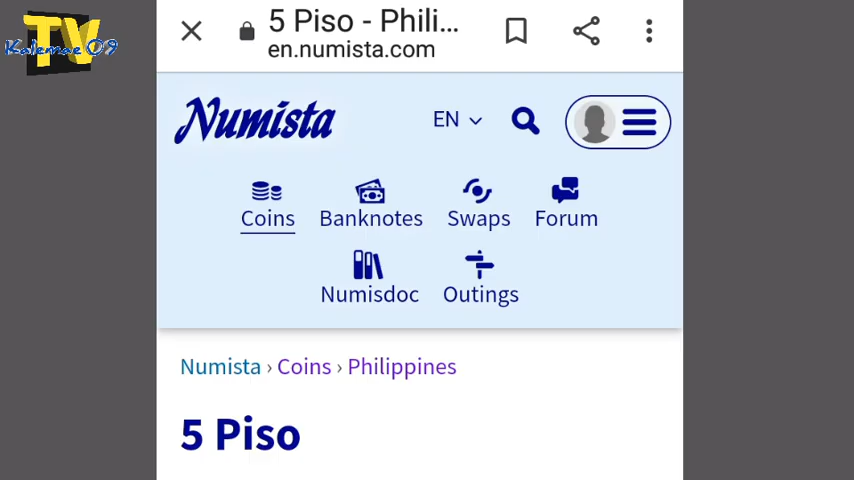 TV
Kalemae 09
5 Piso - Phili...
en.numista.com
Numista
EN
Coins Banknotes Swaps Forum
Numisdoc Outings
Numista › Coins › Philippines
5 Piso